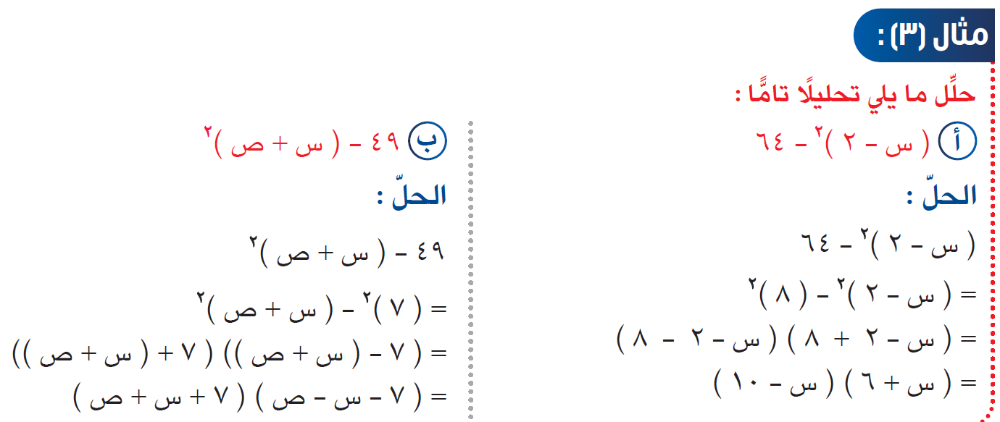 مثال (٣) :
حلِّل ما يلي تحليلًا تامًّا :
أ ( س – ٢ )٢ – ٦٤
الحلّ :
( س – ٢ )٢ – ٦٤
= ( س – ٢ )٢ – ( ٨ )٢
= ( س – ٢ + ٨ ) ( س – ٢ – ٨ )
= ( س + ٦ ) ( س – ١٠ )
ب ٤٩ – ( س + ص )٢
الحلّ :
٤٩ – ( س + ص )٢
= ( ٧ )٢ – ( س + ص )٢
= ( ٧ – ( س + ص )) ( ٧ + ( س + ص ))
= ( ٧ – س – ص ) ( ٧ + س + ص )